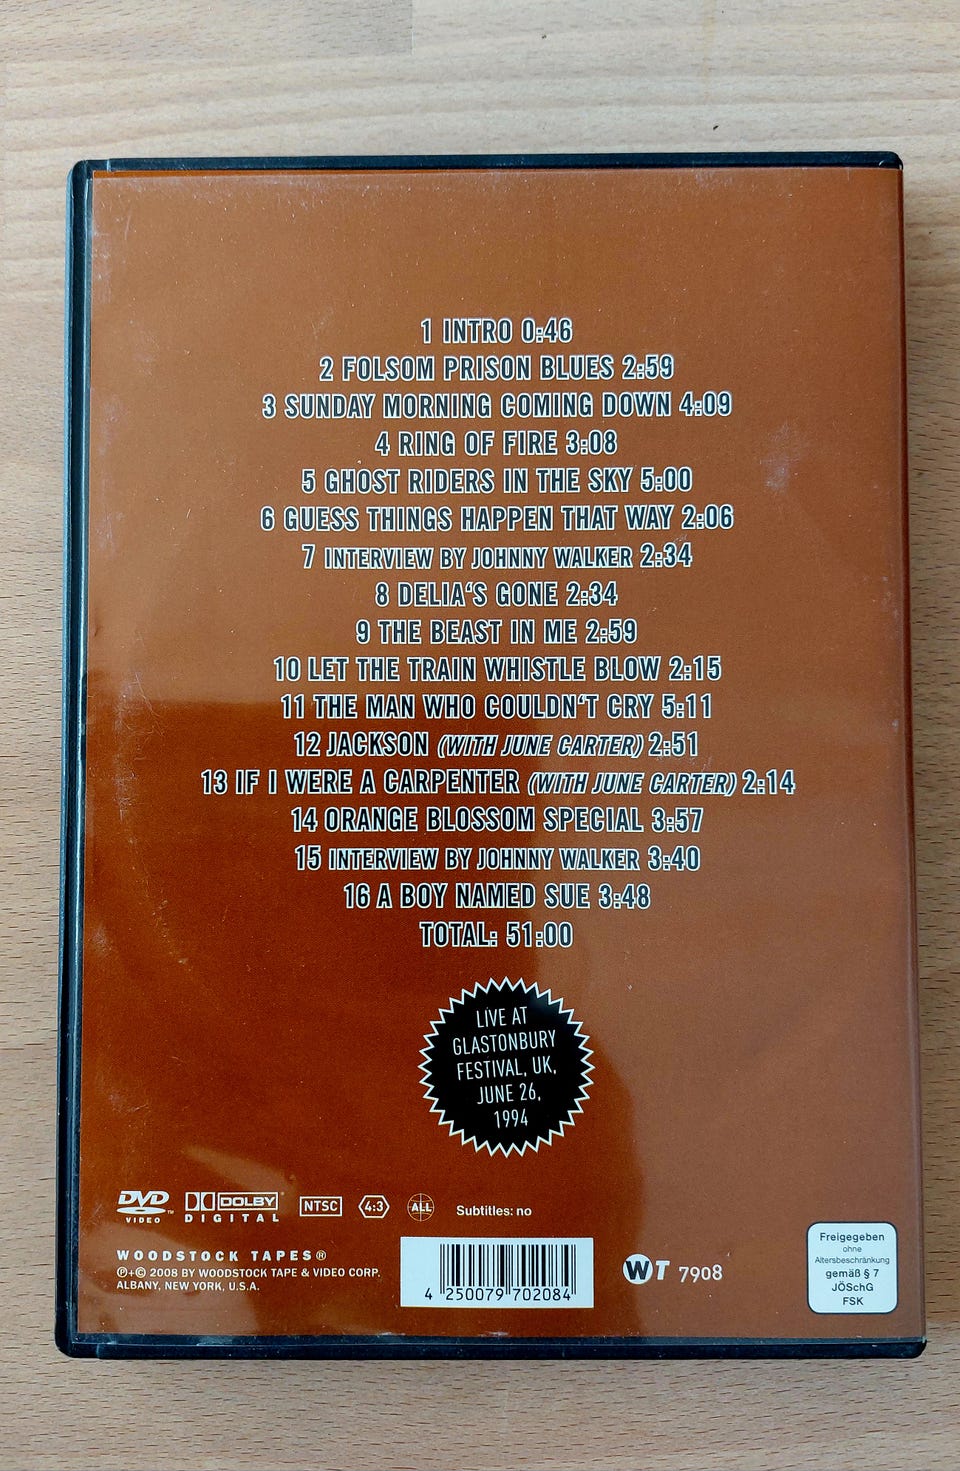 1 INTRO 0:46
2 FOLSOM PRISON BLUES 2:59
3 SUNDAY MORNING COMING DOWN 4:09
4 RING OF FIRE 3:08
5 GHOST RIDERS IN THE SKY 5:00
6 GUESS THINGS HAPPEN THAT WAY 2:06
7 INTERVIEW BY JOHNNY WALKER 2:34
8 DELIA‘S GONE 2:34
9 THE BEAST IN ME 2:59
10 LET THE TRAIN WHISTLE BLOW 2:15
11 THE MAN WHO COULDN‘T CRY 5:11
12 JACKSON (WITH JUNE CARTER) 2:51
13 IF I WERE A CARPENTER (WITH JUNE CARTER) 2:14
14 ORANGE BLOSSOM SPECIAL 3:57
15 INTERVIEW BY JOHNNY WALKER 3:40
16 A BOY NAMED SUE 3:48
TOTAL: 51:00
LIVE AT
GLASTONBURY
FESTIVAL, UK,
JUNE 26,
1994
DVD™
VIDEO
DOLBY®
DIGITAL
NTSC
4:3
ALL
Subtitles: no
WOODSTOCK TAPES®
℗+© 2008 BY WOODSTOCK TAPE & VIDEO CORP.
ALBANY, NEW YORK, U.S.A.
4 250079 702084
WT 7908
Freigegeben
ohne
Altersbeschränkung
gemäß § 7
JÖSchG
FSK